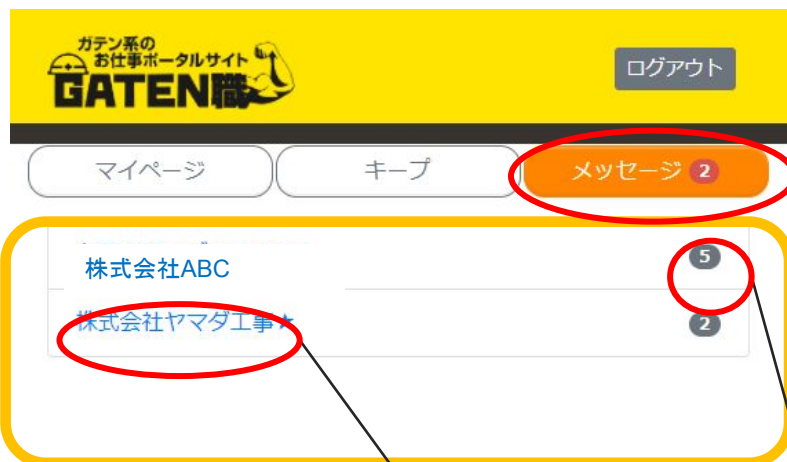 ガテン系の
お仕事ポータルサイト
GATEN職
ログアウト
マイページ
キープ
メッセージ 2
株式会社ABC
5
株式会社ヤマダ工事★
2